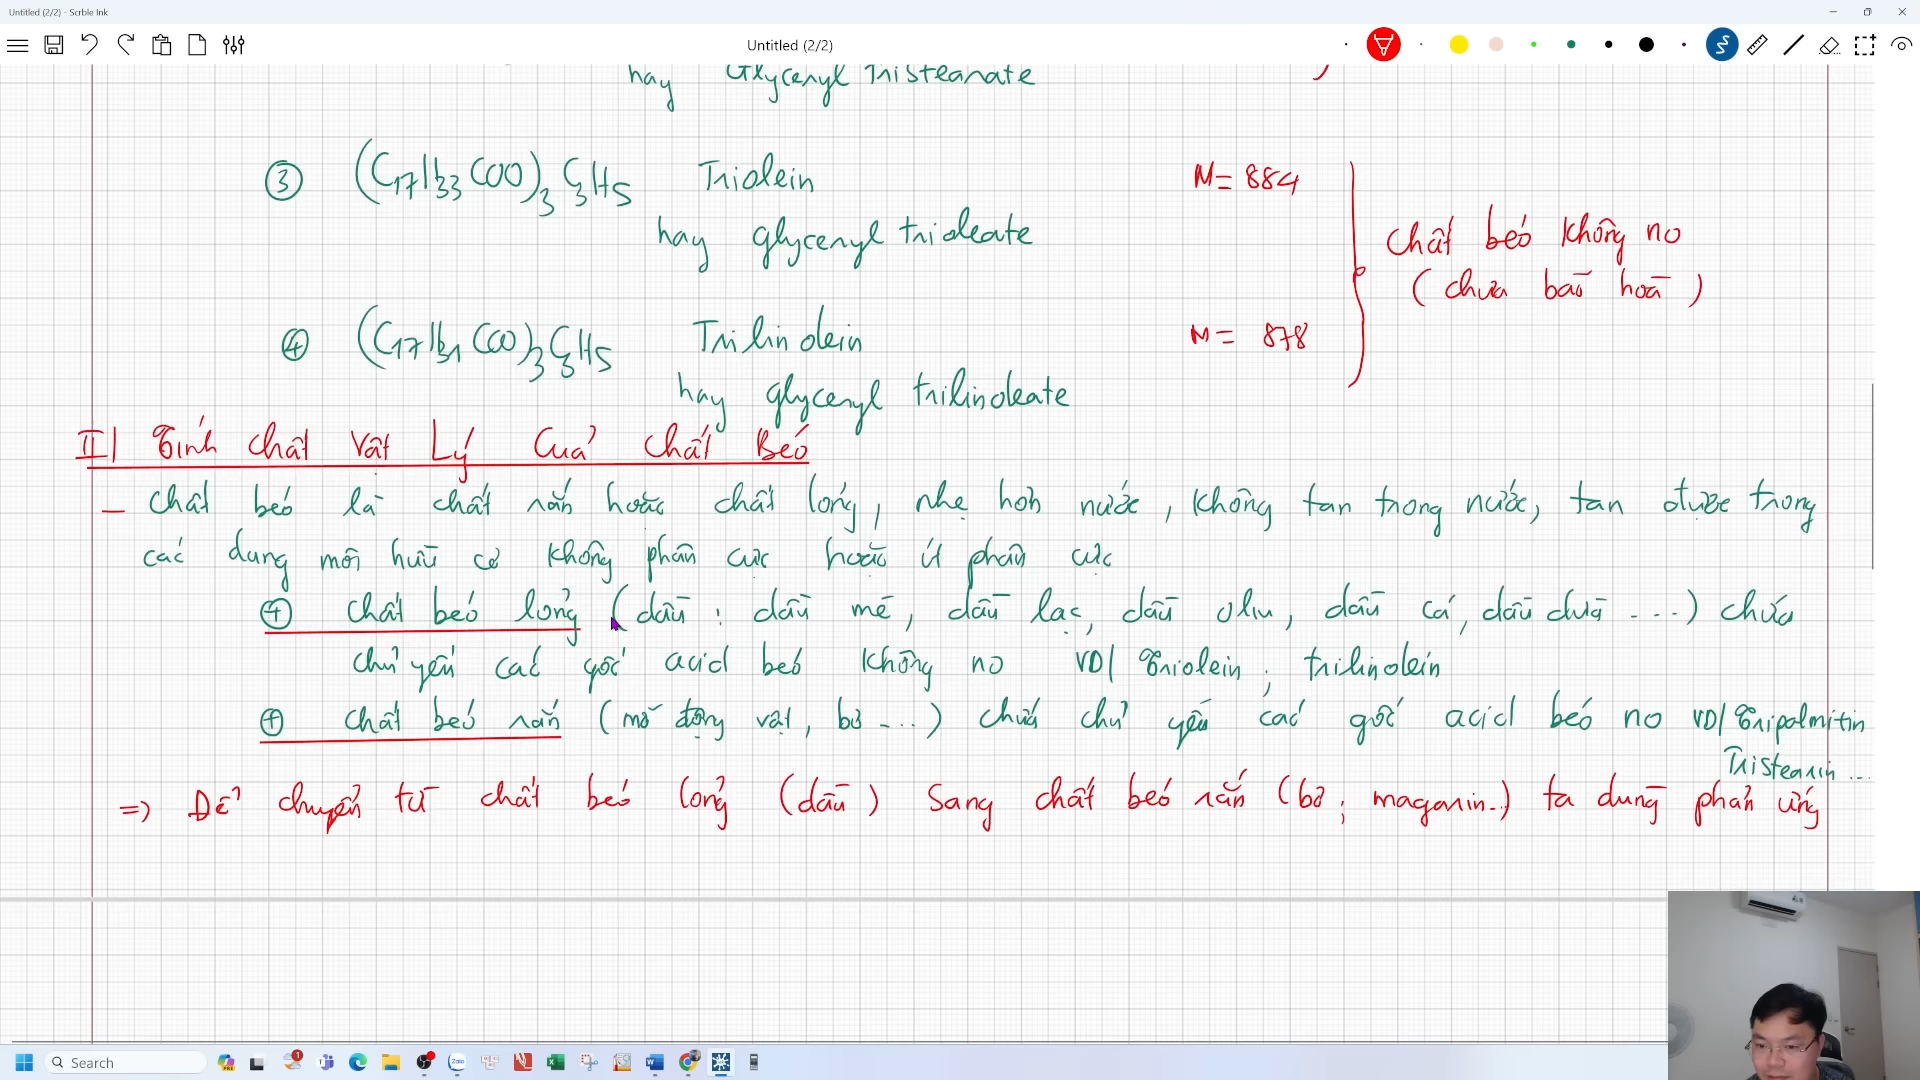 Untitled (2/2) - Scrble Ink
Untitled (2/2)
hay Glyceryl Tristearate
③ (C17H33COO)3C3H5 Triolein M = 884
hay glyceryl trioleate
Chất béo không no
(chưa bão hoà)
④ (C17H31COO)3C3H5 Trilinolein M = 878
hay glyceryl trilinoleate
II| Tính chất Vật Lý Của Chất Béo
- Chất béo là chất rắn hoặc chất lỏng, nhẹ hơn nước, không tan trong nước, tan được trong
các dung môi hữu cơ không phân cực hoặc ít phân cực
⊕ Chất béo lỏng (dầu: dầu mè, dầu lạc, dầu oliu, dầu cá, dầu dừa ...) chứa
chủ yếu các gốc acid béo không no VD/ Triolein; trilinolein
⊕ Chất béo rắn (mỡ động vật, bơ ...) chứa chủ yếu các gốc acid béo no VD/ Tripalmitin
Tristearin ...
=> Để chuyển từ chất béo lỏng (dầu) sang chất béo rắn (bơ; magarin..) ta dùng phản ứng
Search